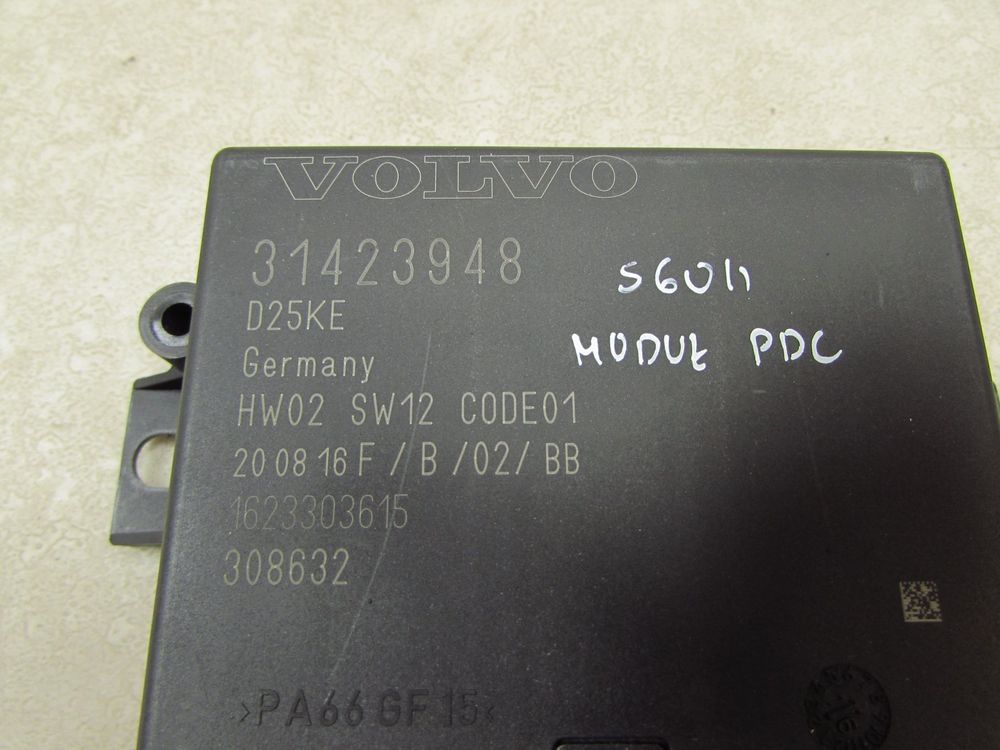 VOLVO
31423948
D25KE
Germany
HW02 SW12 CODE01
20 08 16 F / B / 02 / BB
1623303615
308632
S60II
MODUŁ PDC
>PA66 GF15<